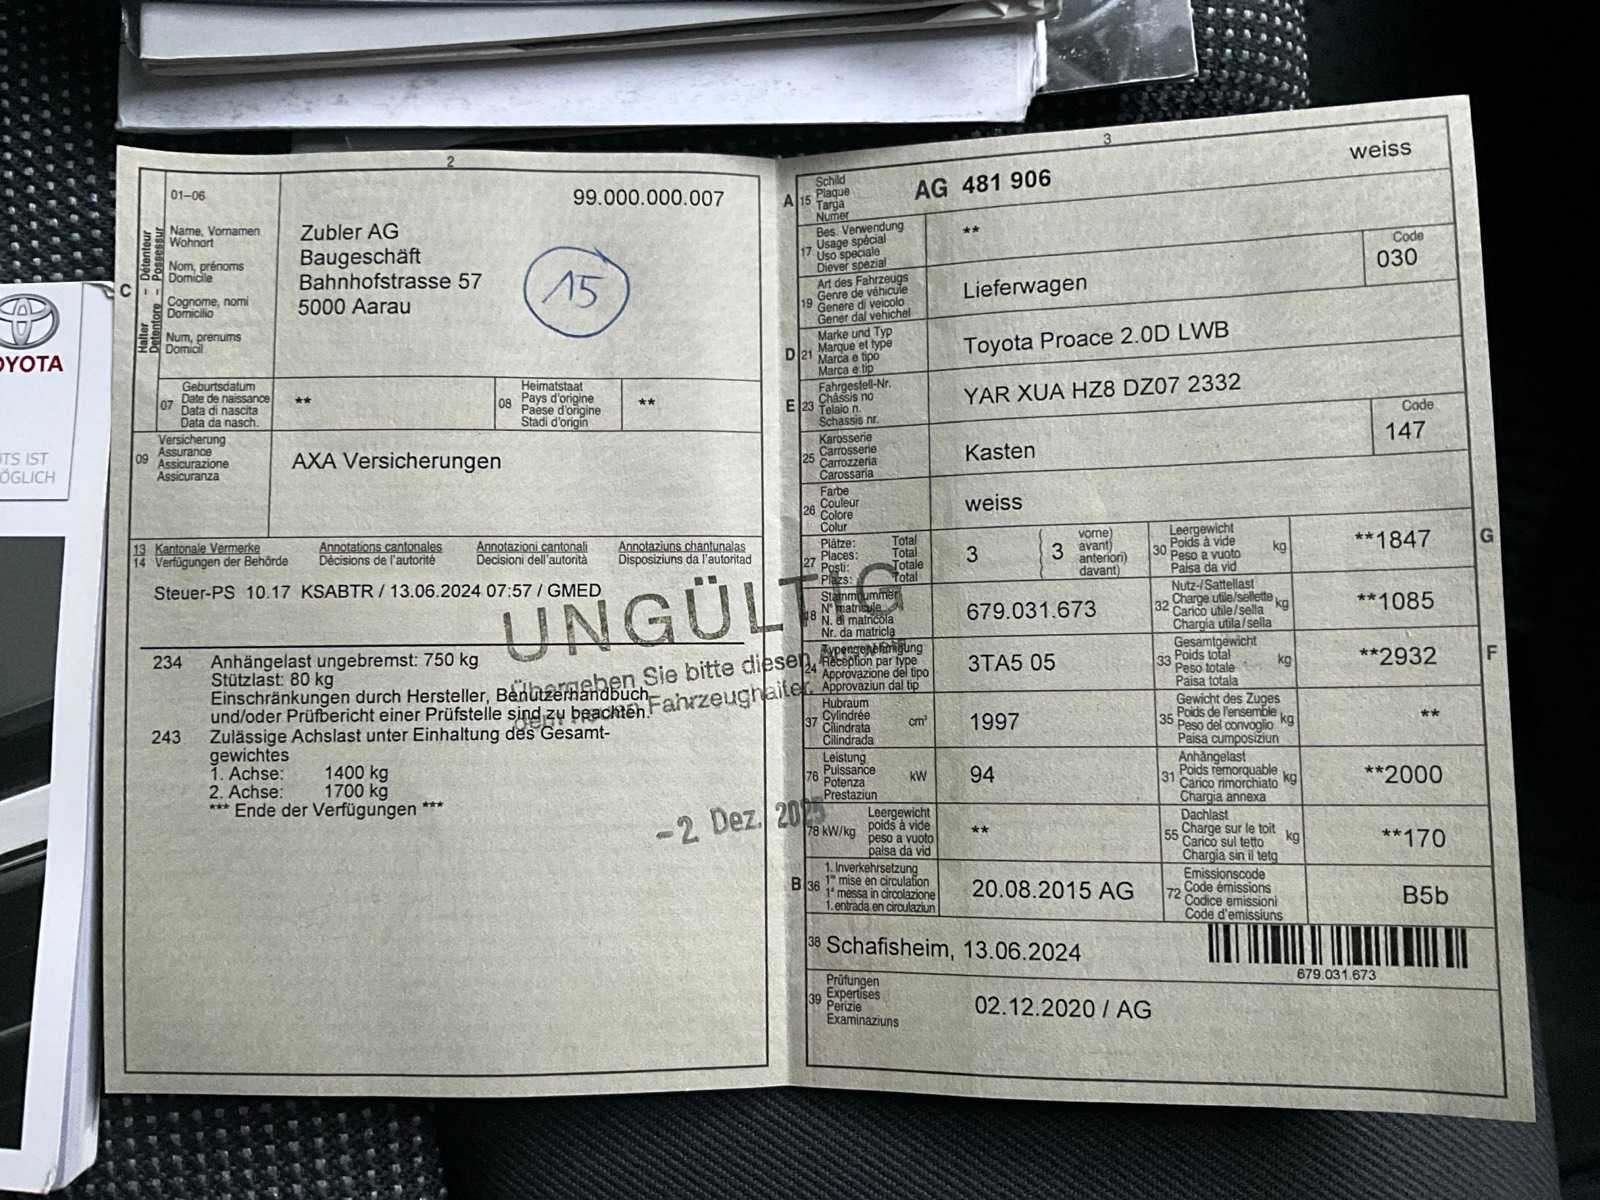 2
01–06
99.000.000.007
C
Halter – Détenteur
Detentore – Possessur
Name, Vornamen
Wohnort
Nom, prénoms
Domicile
Cognome, nomi
Domicilio
Num, prenums
Domicil
Zubler AG
Baugeschäft
Bahnhofstrasse 57
5000 Aarau
15
07
Geburtsdatum
Date de naissance
Data di nascita
Data da nasch.
**
08
Heimatstaat
Pays d'origine
Paese d'origine
Stadi d'origin
**
09
Versicherung
Assurance
Assicurazione
Assicuranza
AXA Versicherungen
13 Kantonale Vermerke Annotations cantonales Annotazioni cantonali Annotaziuns chantunalas
14 Verfügungen der Behörde Décisions de l'autorité Decisioni dell'autorità Disposiziuns da l'autoritad
Steuer-PS 10.17 KSABTR / 13.06.2024 07:57 / GMED
UNGÜLTIG
Übergeben Sie bitte diesen
Fahrzeughalter.
234 Anhängelast ungebremst: 750 kg
Stützlast: 80 kg
Einschränkungen durch Hersteller, Benutzerhandbuch
und/oder Prüfbericht einer Prüfstelle sind zu beachten.
243 Zulässige Achslast unter Einhaltung des Gesamt-
gewichtes
1. Achse: 1400 kg
2. Achse: 1700 kg
*** Ende der Verfügungen ***
-2 Dez. 2025
3
A
15
Schild
Plaque
Targa
Numer
AG 481 906
weiss
17
Bes. Verwendung
Usage spécial
Uso speciale
Diever spezial
**
19
Art des Fahrzeugs
Genre de véhicule
Genere di veicolo
Gener dal vehichel
Lieferwagen
Code
030
D
21
Marke und Typ
Marque et type
Marca e tipo
Marca e tip
Toyota Proace 2.0D LWB
E
23
Fahrgestell-Nr.
Châssis no
Telaio n.
Schassis nr.
YAR XUA HZ8 DZ07 2332
25
Karosserie
Carrosserie
Carrozzeria
Carossaria
Kasten
Code
147
26
Farbe
Couleur
Colore
Colur
weiss
27
Plätze: Total
Places: Total
Posti: Totale
Plazs: Total
3
3
vorne)
avant)
anteriori)
davant)
30
Leergewicht
Poids à vide
Peso a vuoto
Paisa da vid
kg
**1847
G
18
Stammnummer
N° matricule
N. di matricola
Nr. da matricla
679.031.673
32
Nutz-/Sattellast
Charge utile/sellette
Carico utile/sella
Chargia utila/sella
kg
**1085
24
Typengenehmigung
Réception par type
Approvazione del tipo
Approvaziun dal tip
3TA5 05
33
Gesamtgewicht
Poids total
Peso totale
Paisa totala
kg
**2932
F
37
Hubraum
Cylindrée
Cilindrata
Cilindrada
cm³
1997
35
Gewicht des Zuges
Poids de l'ensemble
Peso del convoglio
Paisa cumposiziun
kg
**
76
Leistung
Puissance
Potenza
Prestaziun
kW
94
31
Anhängelast
Poids remorquable
Carico rimorchiato
Chargia annexa
kg
**2000
78 kW/kg
Leergewicht
poids à vide
peso a vuoto
paisa da vid
**
55
Dachlast
Charge sur le toit
Carico sul tetto
Chargia sin il tetg
kg
**170
B
36
1. Inverkehrsetzung
1re mise en circulation
1a messa in circolazione
1. entrada en circulaziun
20.08.2015 AG
72
Emissionscode
Code émissions
Codice emissioni
Code d'emissiuns
B5b
38 Schafisheim, 13.06.2024
679.031.673
39
Prüfungen
Expertises
Perizie
Examinaziuns
02.12.2020 / AG
TOYOTA
TS IST
ÖGLICH